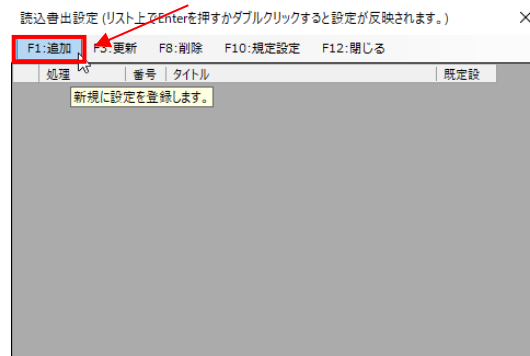 読込書出設定 (リスト上でEnterを押すかダブルクリックすると設定が反映されます。)
F1:追加 F5:更新 F8:削除 F10:規定設定 F12:閉じる
処理 番号 タイトル 既定設
新規に設定を登録します。